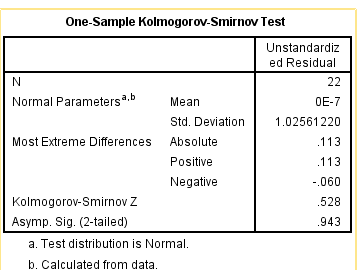 One-Sample Kolmogorov-Smirnov Test
Unstandardiz
ed Residual
N 22
Normal Parametersa,b Mean 0E-7
Std. Deviation 1.02561220
Most Extreme Differences Absolute .113
Positive .113
Negative -.060
Kolmogorov-Smirnov Z .528
Asymp. Sig. (2-tailed) .943
a. Test distribution is Normal.
b. Calculated from data.